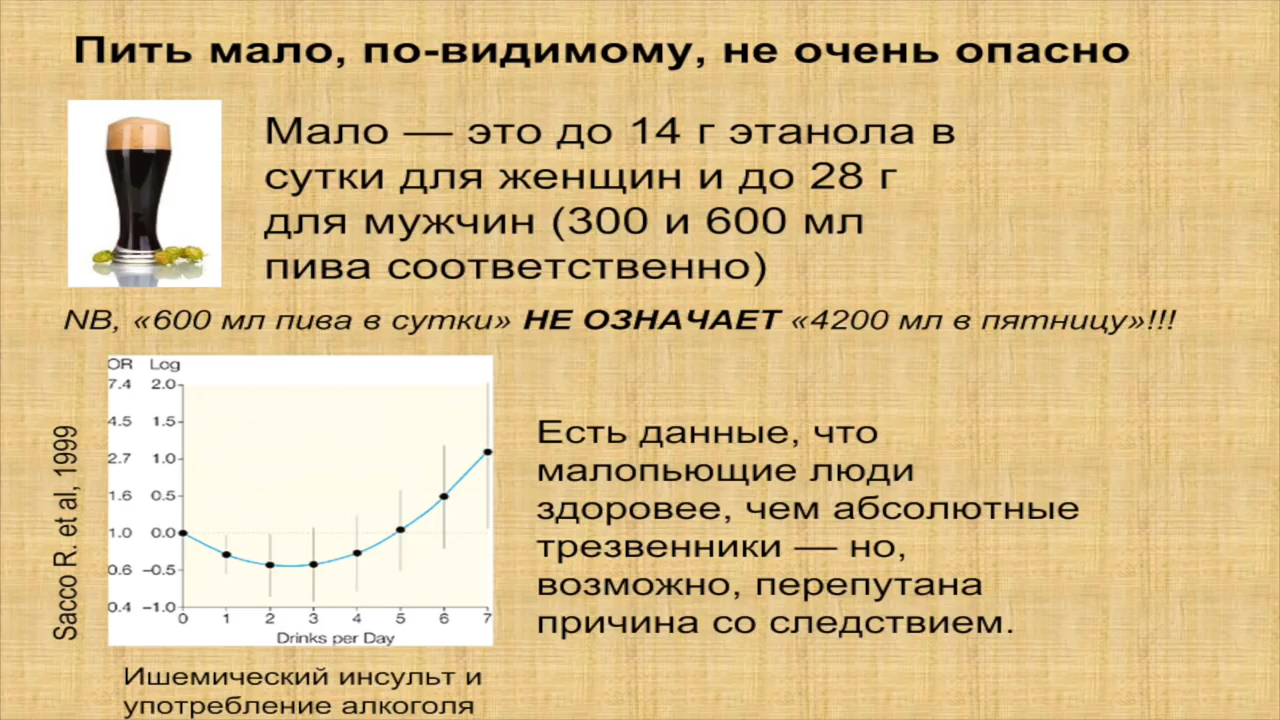 Пить мало, по-видимому, не очень опасно
Мало — это до 14 г этанола в
сутки для женщин и до 28 г
для мужчин (300 и 600 мл
пива соответственно)
NB, «600 мл пива в сутки» НЕ ОЗНАЧАЕТ «4200 мл в пятницу»!!!
Sacco R. et al, 1999
OR Log
7.4 2.0
4.5 1.5
2.7 1.0
1.6 0.5
1.0 0.0
0.6 −0.5
0.4 −1.0
0 1 2 3 4 5 6 7
Drinks per Day
Ишемический инсульт и
употребление алкоголя
Есть данные, что
малопьющие люди
здоровее, чем абсолютные
трезвенники — но,
возможно, перепутана
причина со следствием.